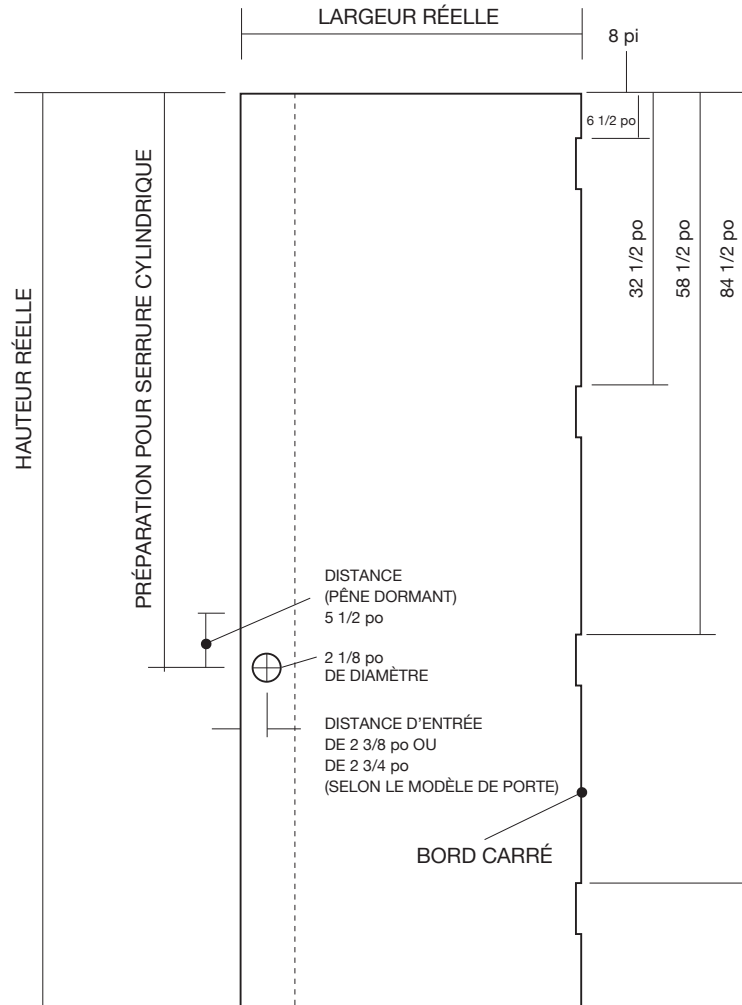 LARGEUR RÉELLE
8 pi
6 1/2 po
32 1/2 po
58 1/2 po
84 1/2 po
HAUTEUR RÉELLE
PRÉPARATION POUR SERRURE CYLINDRIQUE
DISTANCE
(PÊNE DORMANT)
5 1/2 po
2 1/8 po
DE DIAMÈTRE
DISTANCE D'ENTRÉE
DE 2 3/8 po OU
DE 2 3/4 po
(SELON LE MODÈLE DE PORTE)
BORD CARRÉ